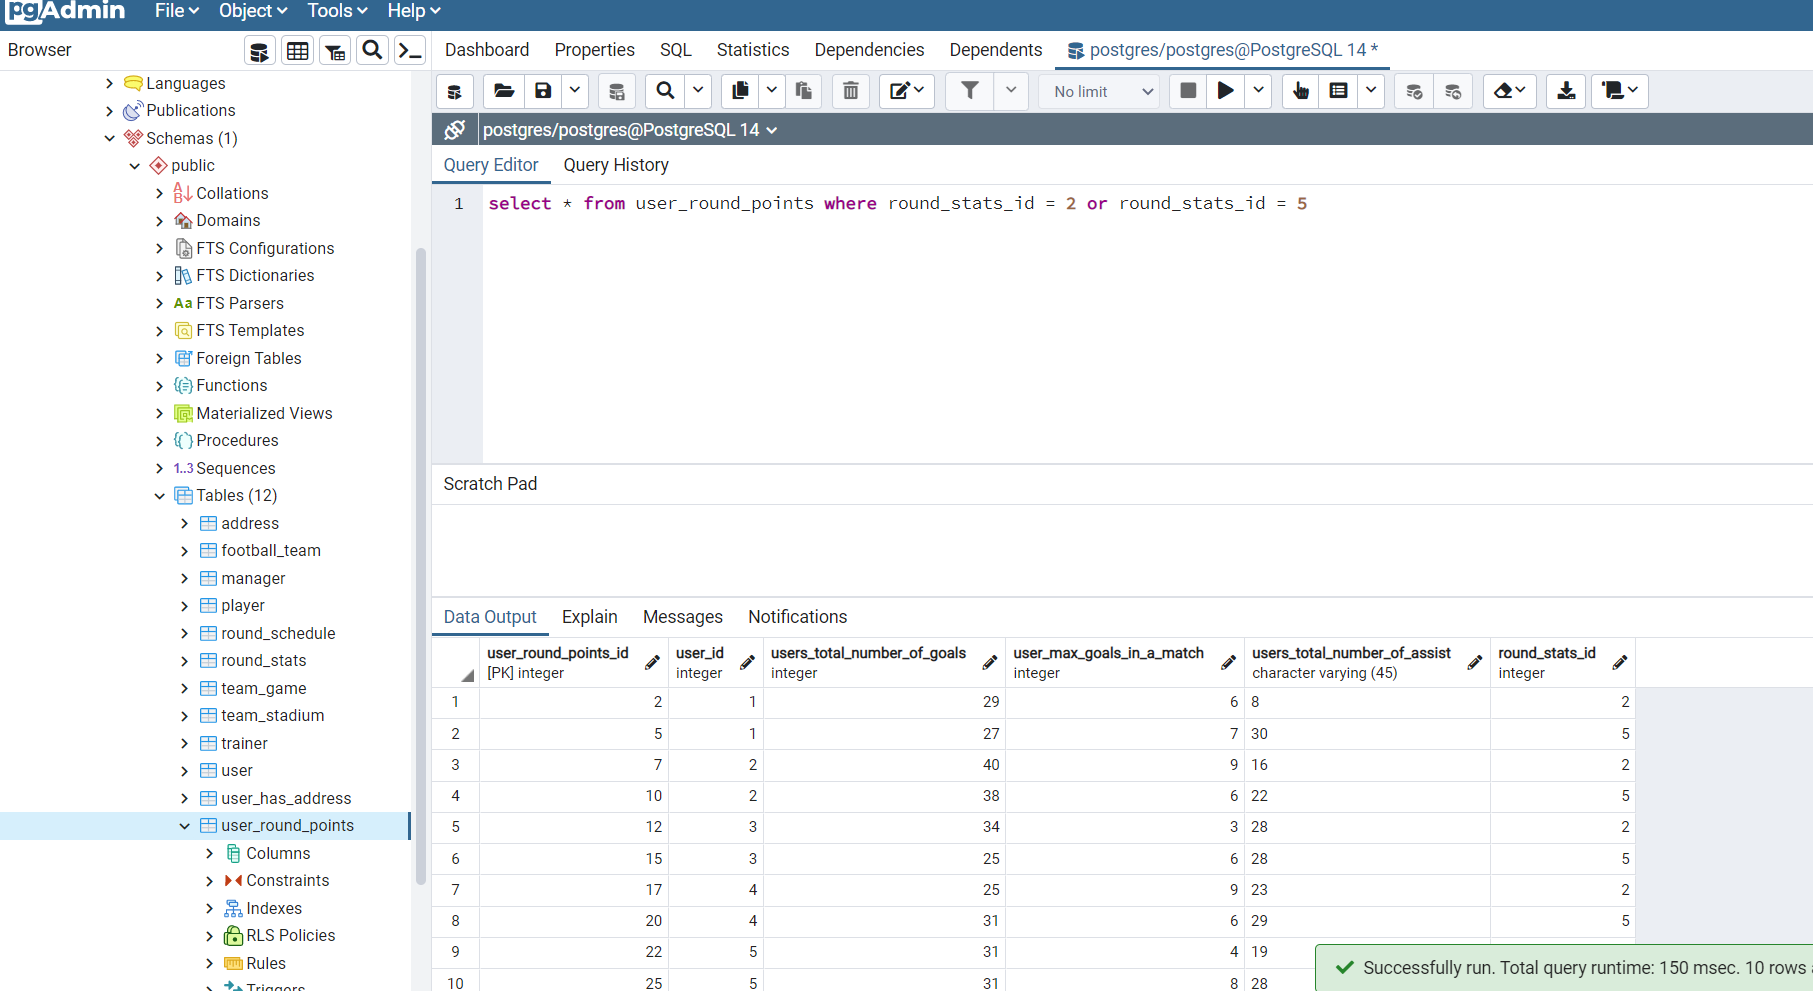 pgAdmin File Object Tools Help
Browser
Dashboard Properties SQL Statistics Dependencies Dependents postgres/postgres@PostgreSQL 14 *
No limit
postgres/postgres@PostgreSQL 14
Query Editor Query History
1 select * from user_round_points where round_stats_id = 2 or round_stats_id = 5
Languages
Publications
Schemas (1)
public
Collations
Domains
FTS Configurations
FTS Dictionaries
Aa FTS Parsers
FTS Templates
Foreign Tables
Functions
Materialized Views
Procedures
1..3 Sequences
Tables (12)
address
football_team
manager
player
round_schedule
round_stats
team_game
team_stadium
trainer
user
user_has_address
user_round_points
Columns
Constraints
Indexes
RLS Policies
Rules
Triggers
Scratch Pad
Data Output Explain Messages Notifications
user_round_points_id user_id users_total_number_of_goals user_max_goals_in_a_match users_total_number_of_assist round_stats_id
[PK] integer integer integer integer character varying (45) integer
1 2 1 29 6 8 2
2 5 1 27 7 30 5
3 7 2 40 9 16 2
4 10 2 38 6 22 5
5 12 3 34 3 28 2
6 15 3 25 6 28 5
7 17 4 25 9 23 2
8 20 4 31 6 29 5
9 22 5 31 4 19
10 25 5 31 8 28
Successfully run. Total query runtime: 150 msec. 10 rows